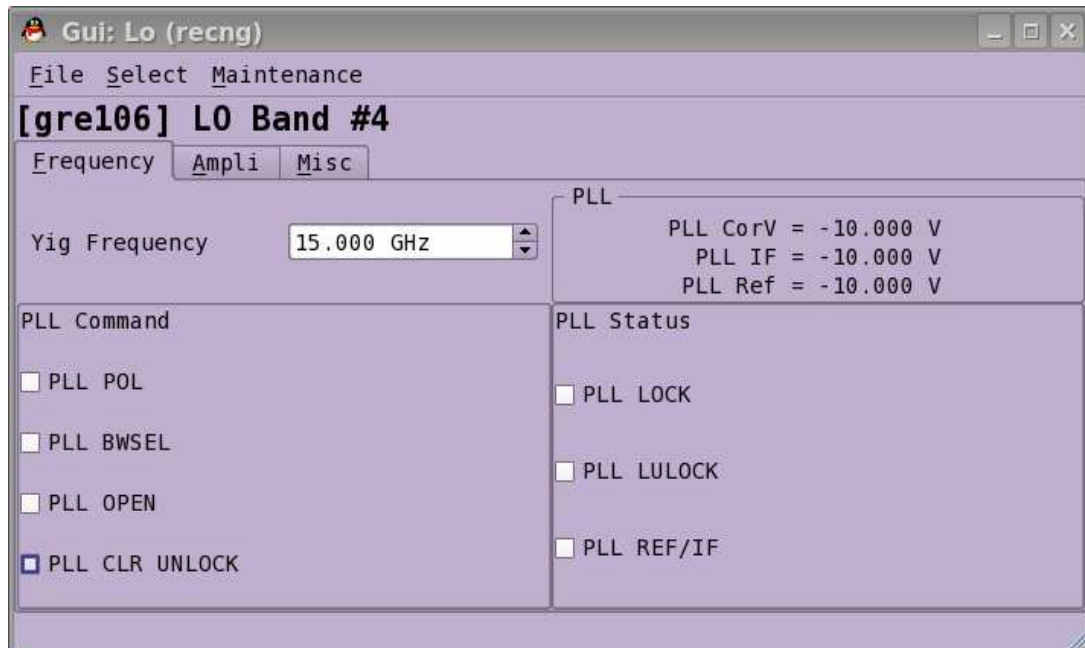 Gui: Lo (recng)
File Select Maintenance
[gre106] LO Band #4
Frequency Ampli Misc
Yig Frequency 15.000 GHz
PLL
PLL CorV = -10.000 V
PLL IF = -10.000 V
PLL Ref = -10.000 V
PLL Command
PLL POL
PLL BWSEL
PLL OPEN
PLL CLR UNLOCK
PLL Status
PLL LOCK
PLL LULOCK
PLL REF/IF